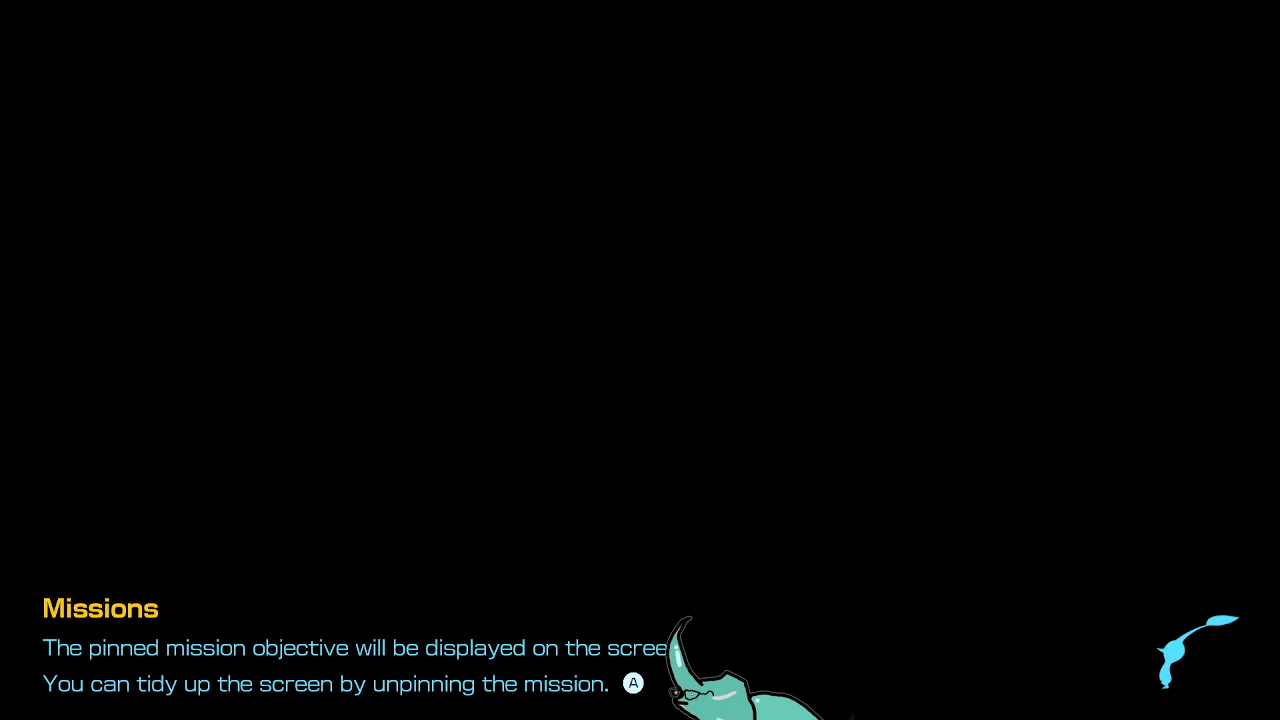 Missions
The pinned mission objective will be displayed on the scree
You can tidy up the screen by unpinning the mission. A